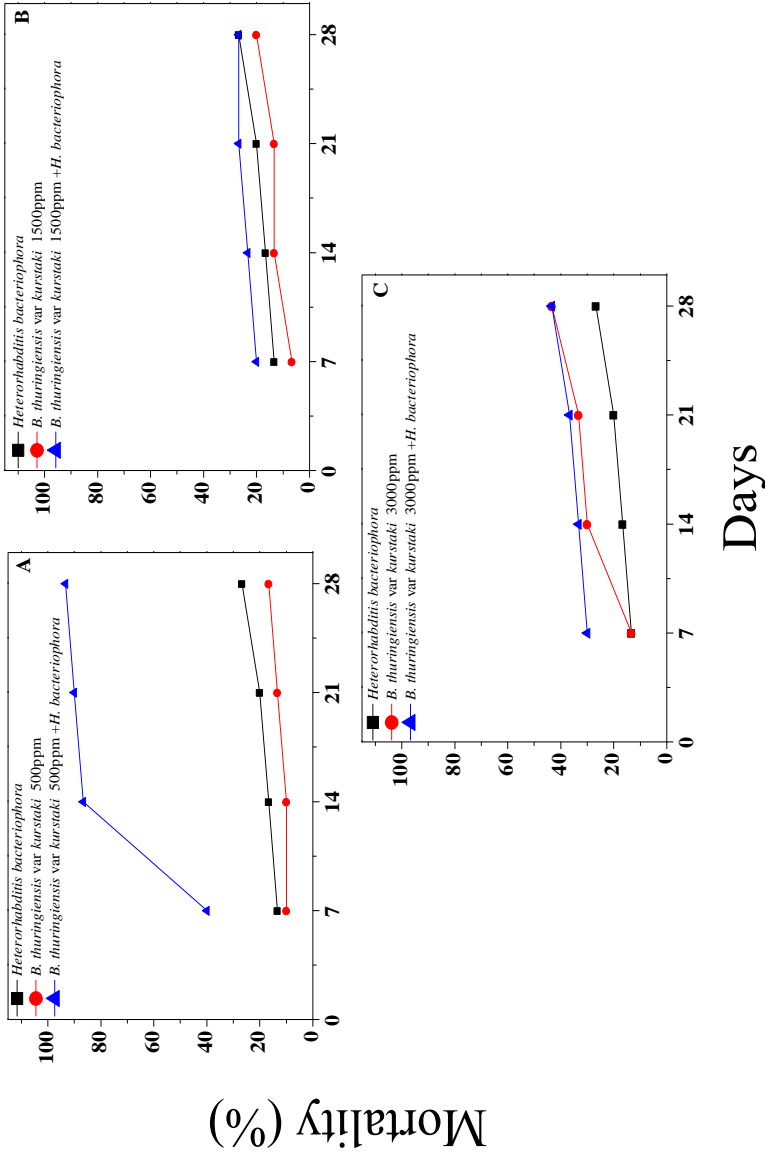 Mortality (%)
A
Heterorhabditis bacteriophora
B. thuringiensis var kurstaki 500ppm
B. thuringiensis var kurstaki 500ppm +H. bacteriophora
100
80
60
40
20
0
0
7
14
21
28
B
Heterorhabditis bacteriophora
B. thuringiensis var kurstaki 1500ppm
B. thuringiensis var kurstaki 1500ppm +H. bacteriophora
100
80
60
40
20
0
0
7
14
21
28
C
Heterorhabditis bacteriophora
B. thuringiensis var kurstaki 3000ppm
B. thuringiensis var kurstaki 3000ppm +H. bacteriophora
100
80
60
40
20
0
0
7
14
21
28
Days